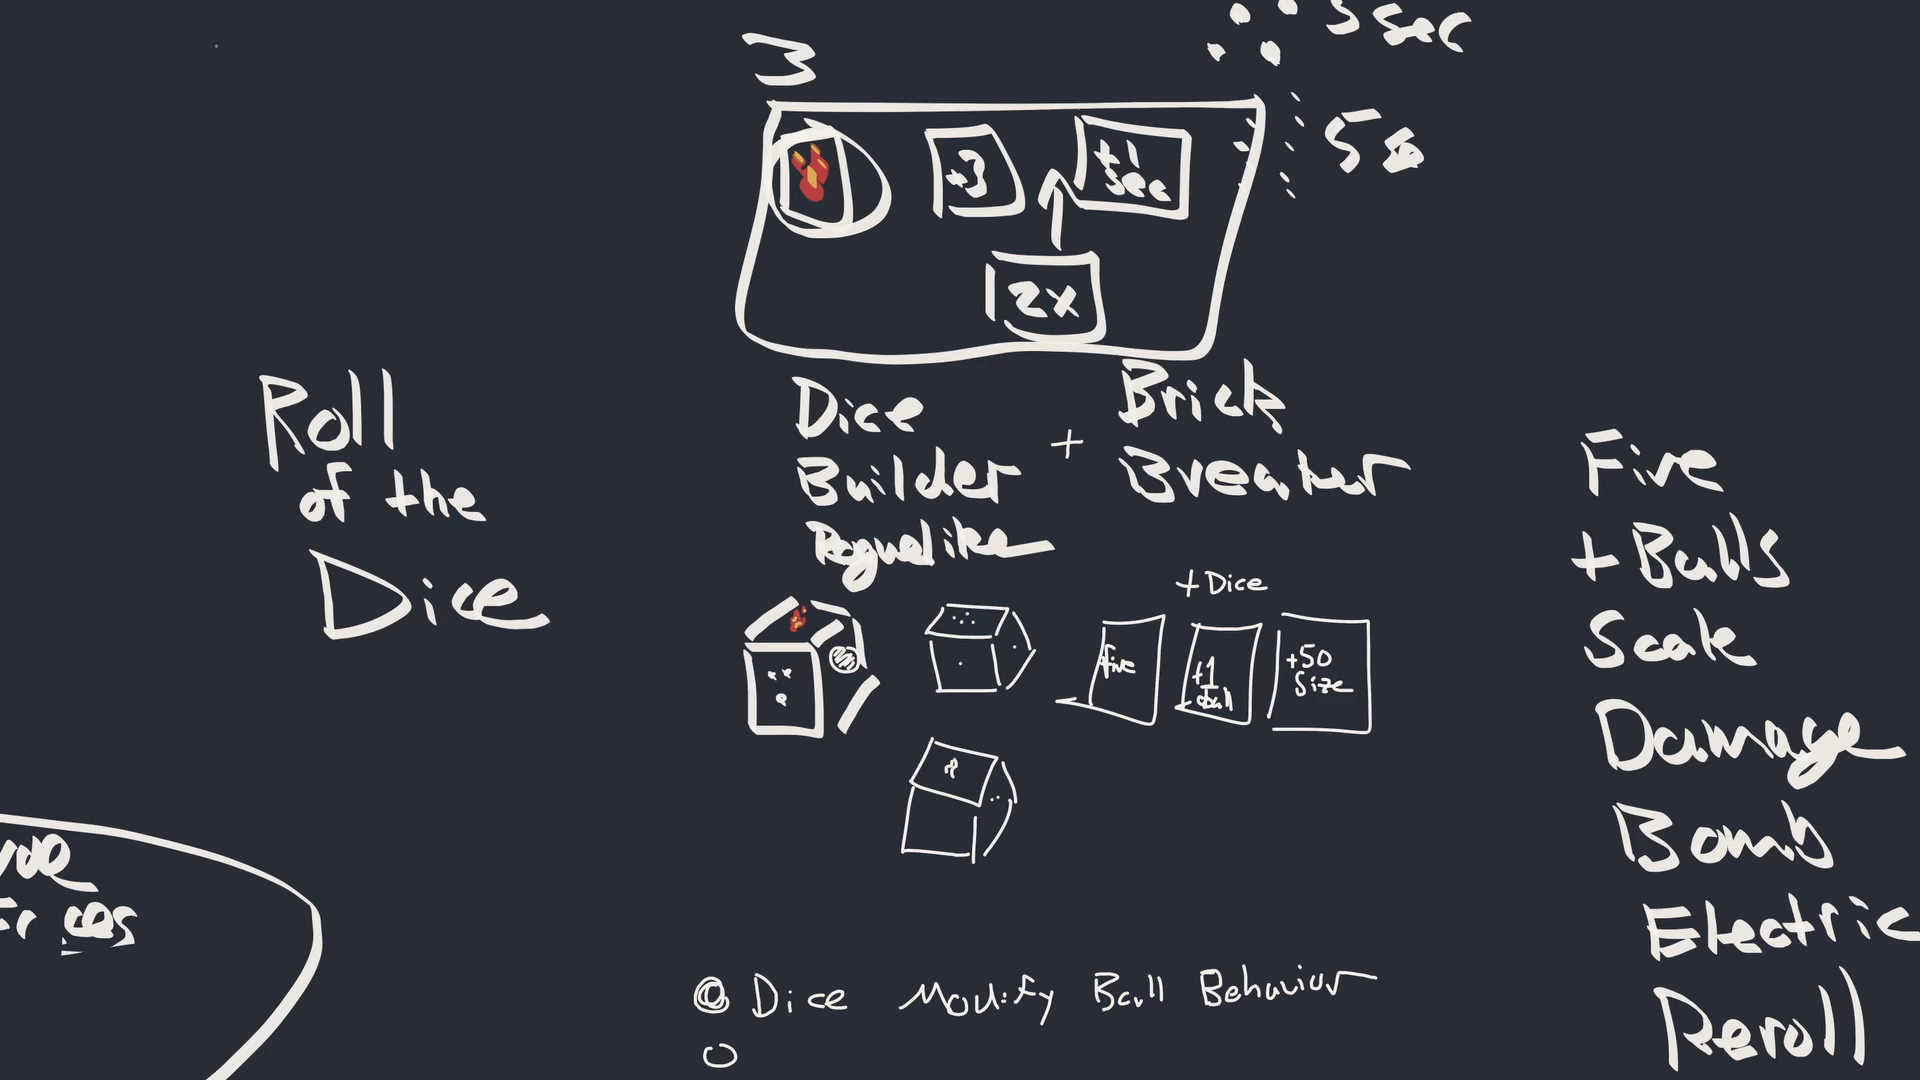 3
5 sec
+3
+1
sec
5s
2x
Roll
of the
Dice
Dice
Builder
Roguelike
+
Brick
Breaker
+ Dice
fire
+1
ball
+50
Size
Fire
+ Balls
Scale
Damage
Bomb
Electric
Reroll
Dice Modify Ball Behavior